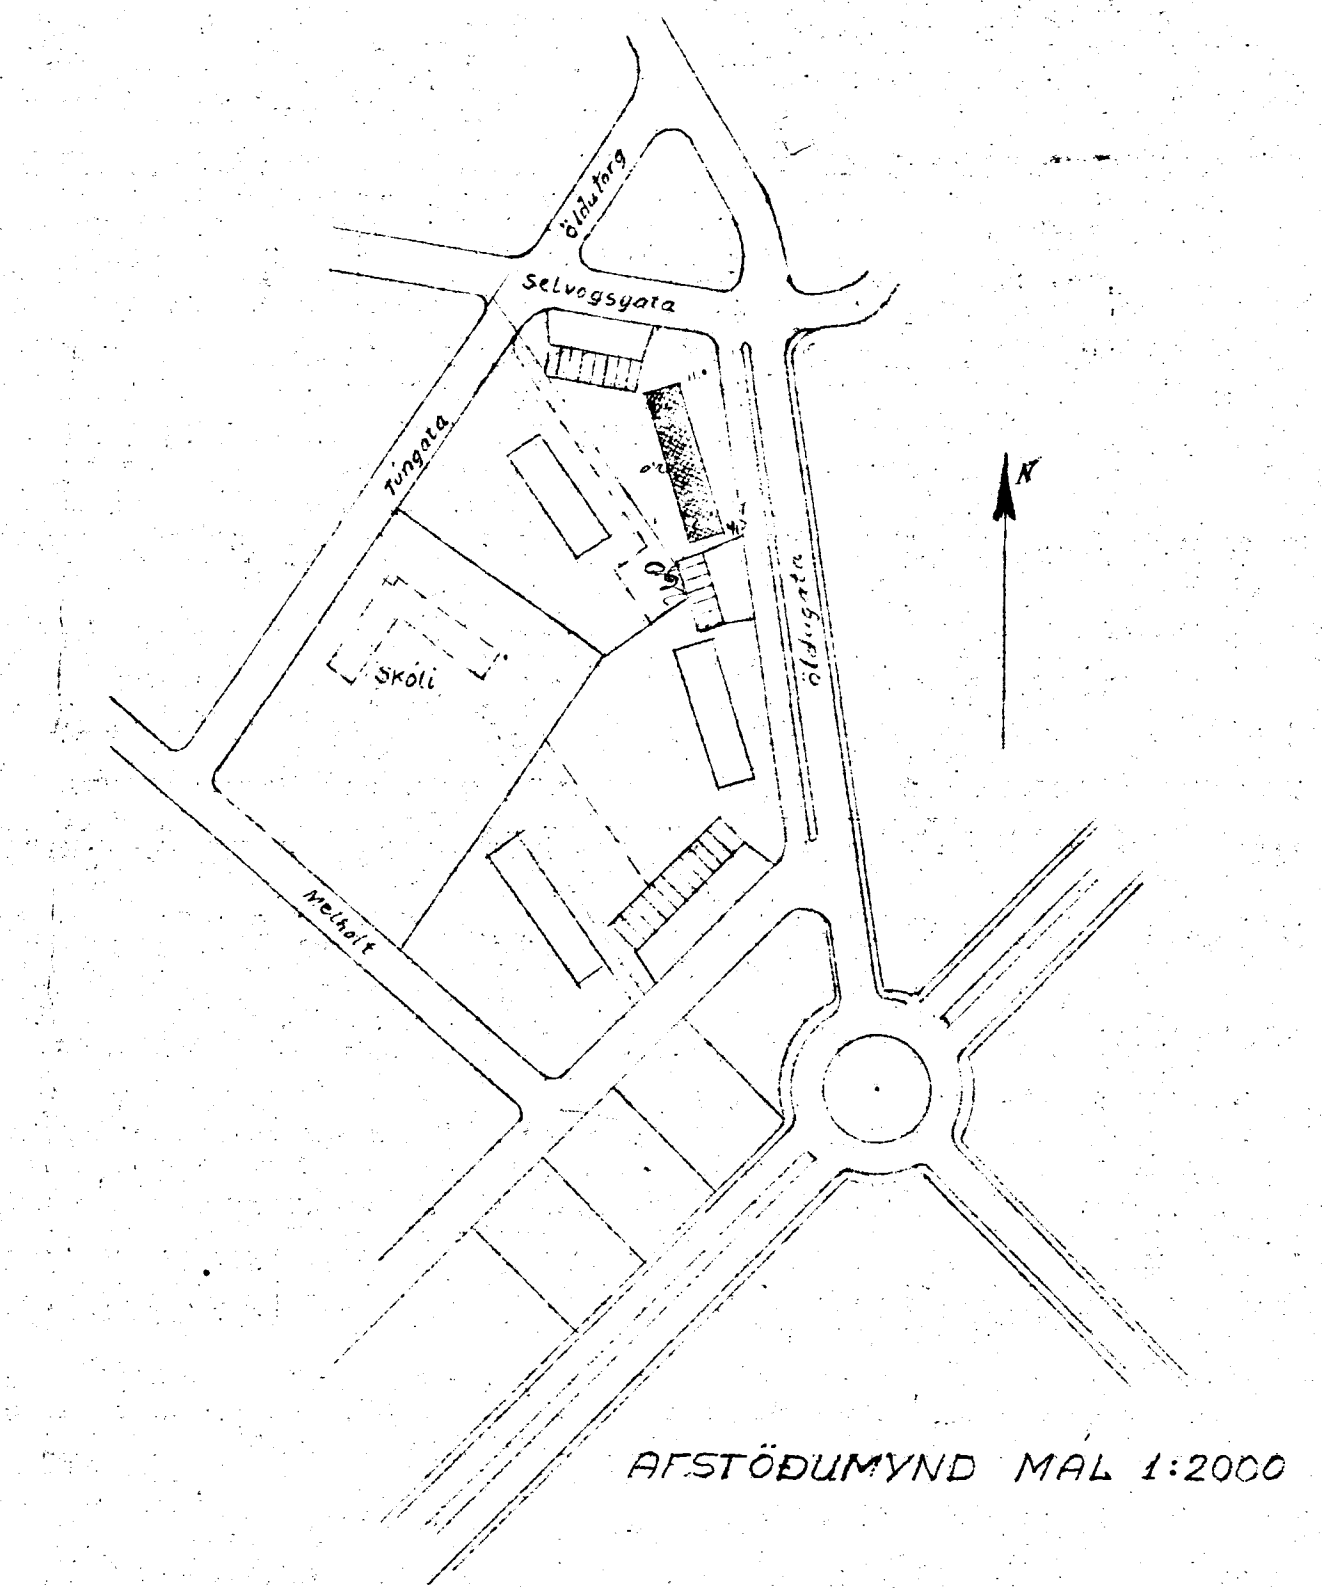 Öldutorg
Selvogsgata
Túngata
N
Öldugata
Skóli
Melholt
AFSTÖÐUMYND MÁL 1:2000